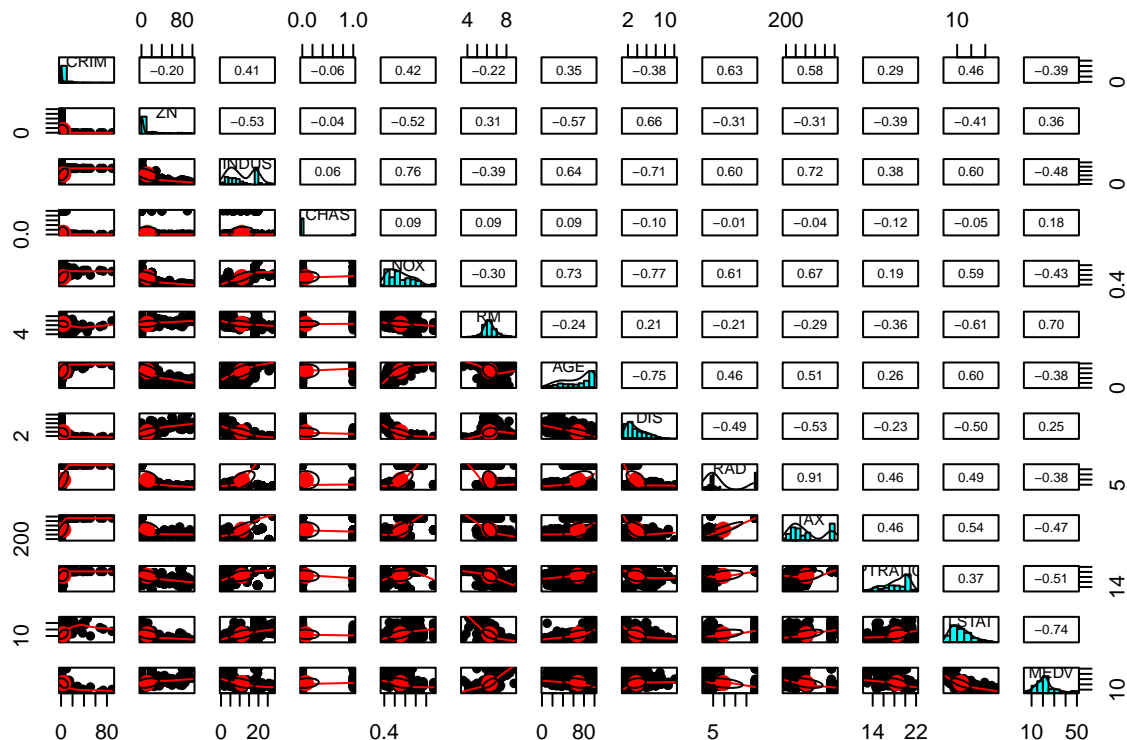 0 80 0.0 1.0 4 8 2 10 200 10
CRIM −0.20 0.41 −0.06 0.42 −0.22 0.35 −0.38 0.63 0.58 0.29 0.46 −0.39 0
0 ZN −0.53 −0.04 −0.52 0.31 −0.57 0.66 −0.31 −0.31 −0.39 −0.41 0.36
INDUS 0.06 0.76 −0.39 0.64 −0.71 0.60 0.72 0.38 0.60 −0.48 0
0.0 CHAS 0.09 0.09 0.09 −0.10 −0.01 −0.04 −0.12 −0.05 0.18
NOX −0.30 0.73 −0.77 0.61 0.67 0.19 0.59 −0.43 0.4
4 RM −0.24 0.21 −0.21 −0.29 −0.36 −0.61 0.70
AGE −0.75 0.46 0.51 0.26 0.60 −0.38 0
2 DIS −0.49 −0.53 −0.23 −0.50 0.25
RAD 0.91 0.46 0.49 −0.38 5
200 TAX 0.46 0.54 −0.47
PTRATIO 0.37 −0.51 14
10 LSTAT −0.74
MEDV 10
0 80 0 20 0.4 0 80 5 14 22 10 50